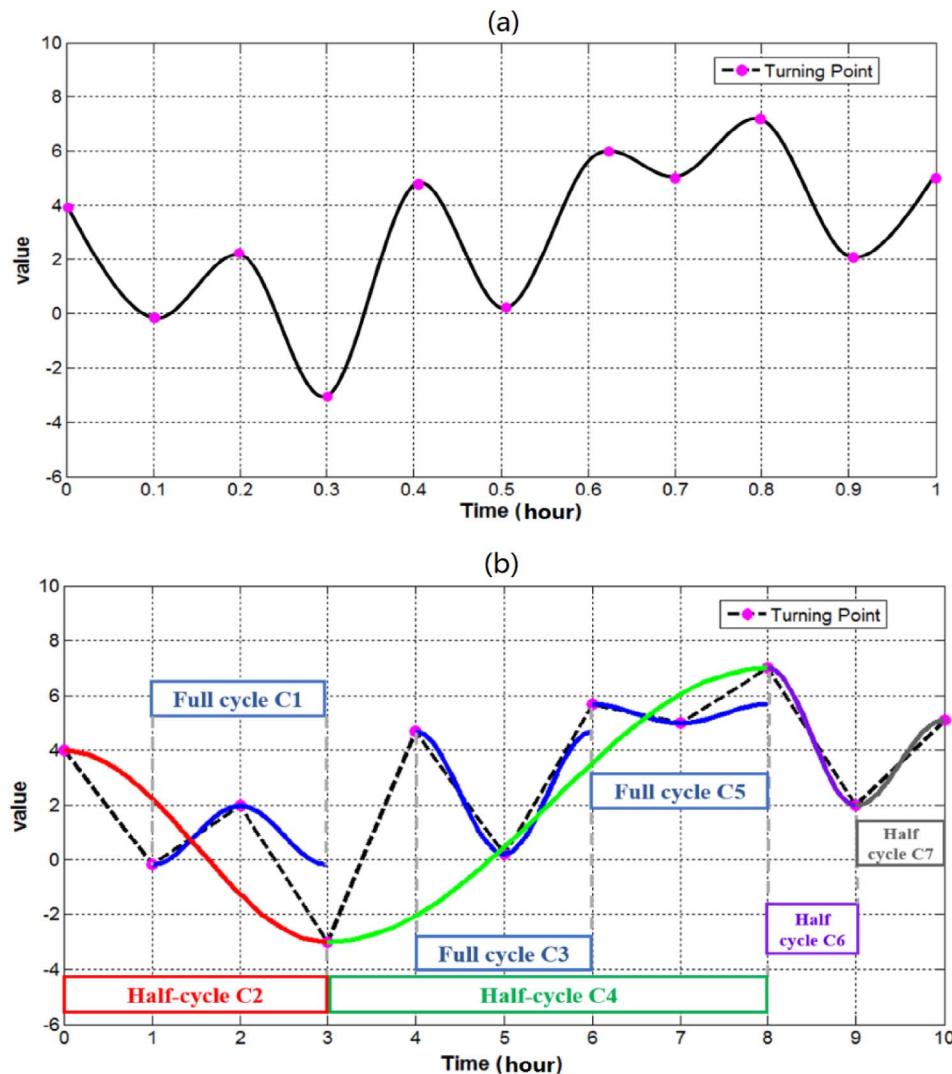 (a)
10
8
6
4
2
0
-2
-4
-6
value
Turning Point
0 0.1 0.2 0.3 0.4 0.5 0.6 0.7 0.8 0.9 1
Time (hour)
(b)
10
8
6
4
2
0
-2
-4
-6
value
Turning Point
Full cycle C1
Full cycle C5
Half
cycle C7
Half
cycle C6
Full cycle C3
Half-cycle C2
Half-cycle C4
0 1 2 3 4 5 6 7 8 9 10
Time (hour)